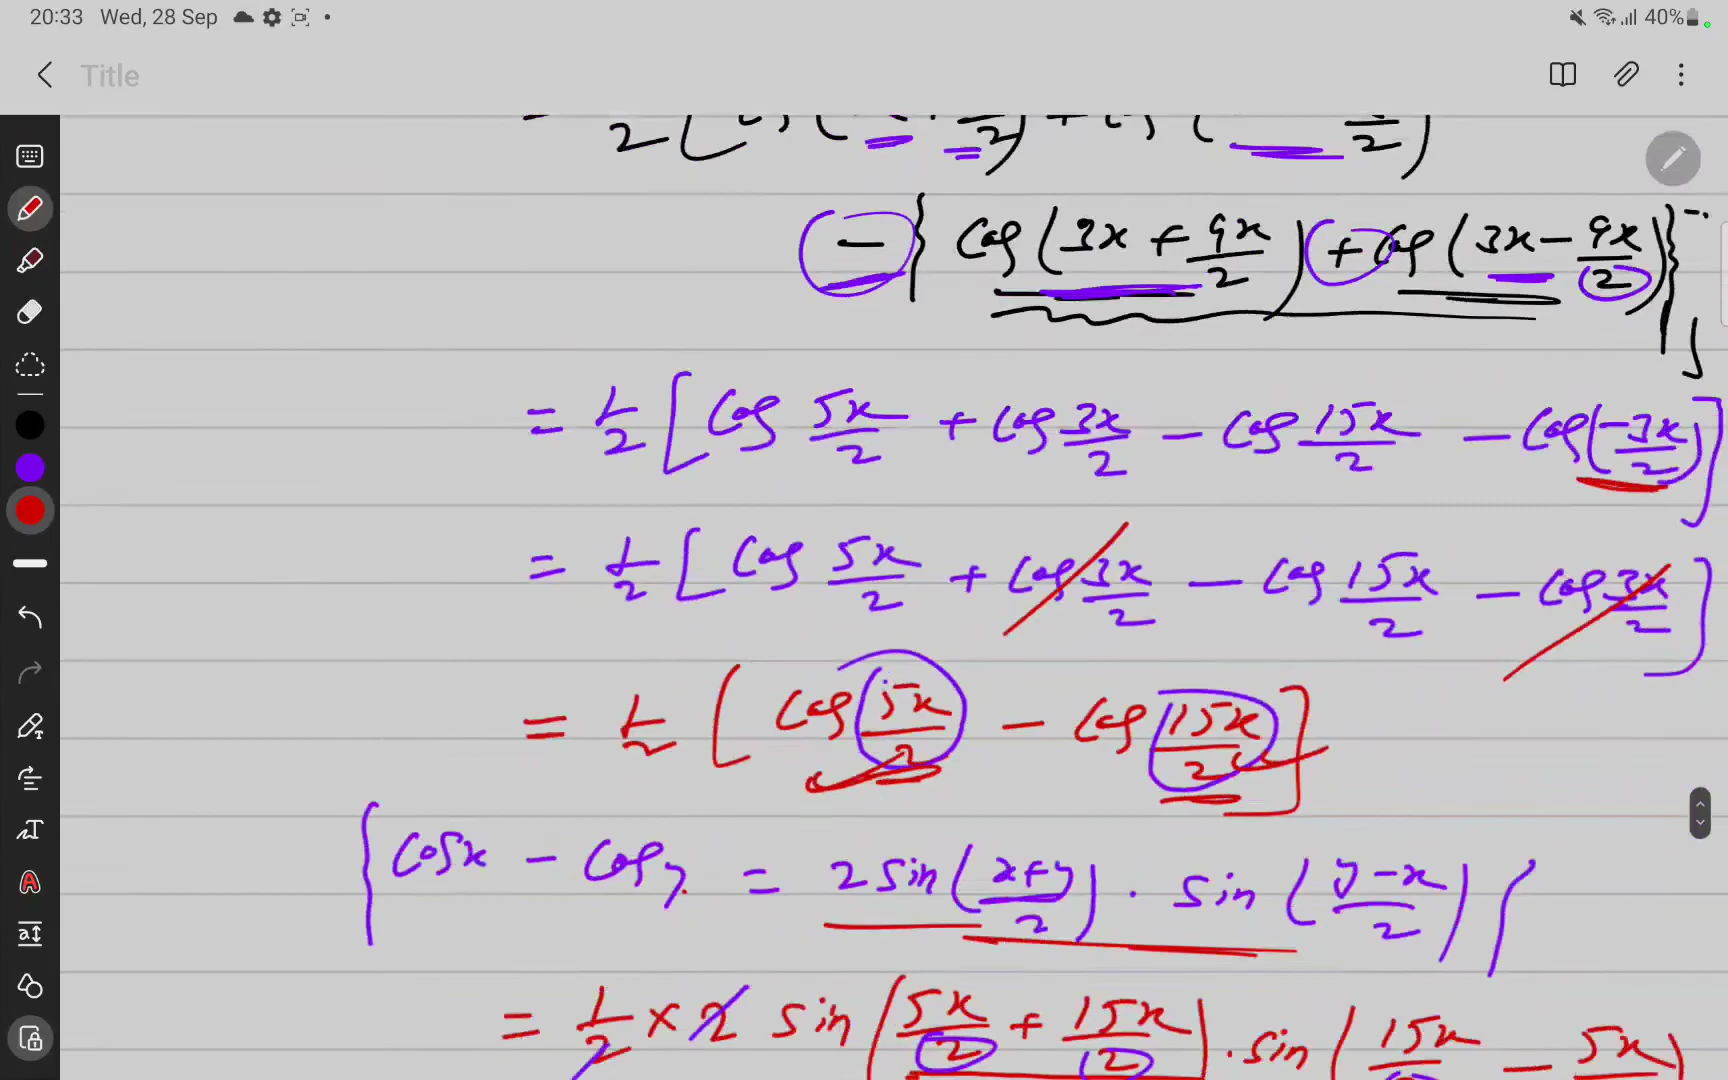 20:33 Wed, 28 Sep 40%
Title
- { Cos (3x + 9x/2) + Cos (3x - 9x/2) } ]
= 1/2 [ Cos 5x/2 + Cos 3x/2 - Cos 15x/2 - Cos (-3x/2) ]
= 1/2 [ Cos 5x/2 + Cos 3x/2 - Cos 15x/2 - Cos 3x/2 ]
= 1/2 [ Cos 5x/2 - Cos 15x/2 ]
{ Cosx - Cosy = 2 Sin (x+y/2) . Sin (y-x/2) }
= 1/2 × 2 Sin ( 5x/2 + 15x/2 ) . Sin ( 15x - 5x )